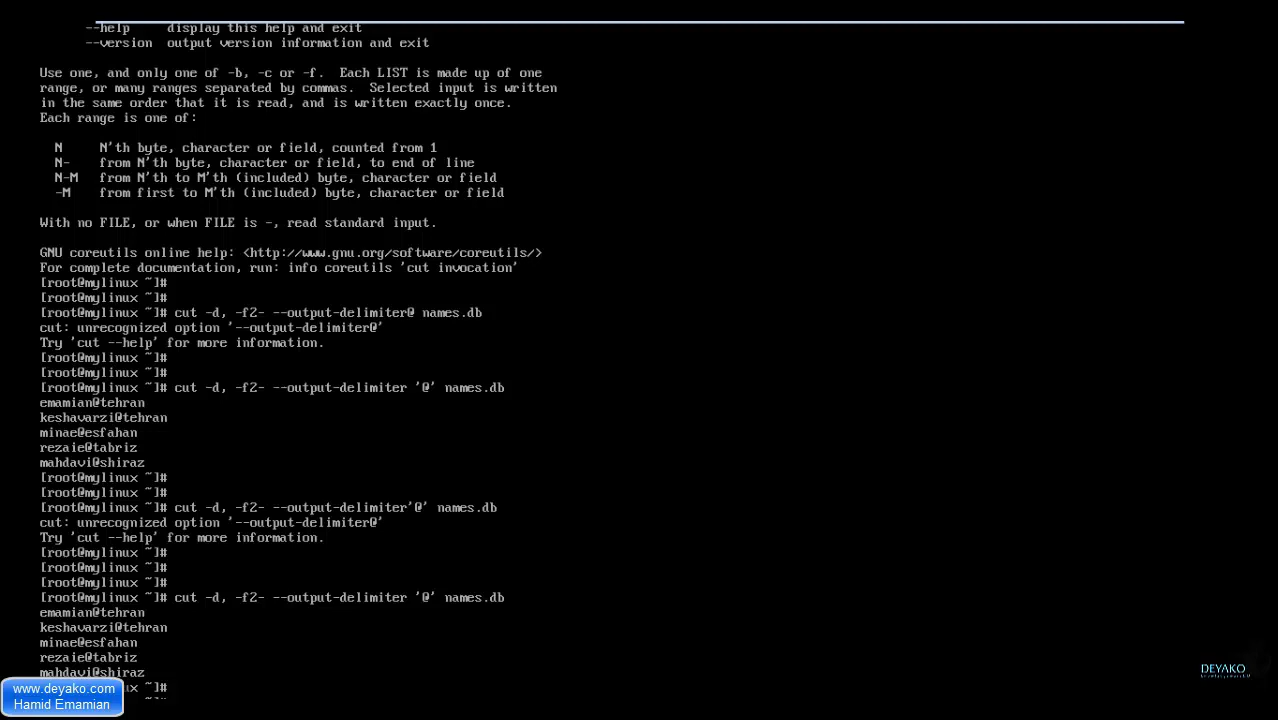 --help     display this help and exit
--version  output version information and exit
Use one, and only one of -b, -c or -f.  Each LIST is made up of one
range, or many ranges separated by commas.  Selected input is written
in the same order that it is read, and is written exactly once.
Each range is one of:
N     N'th byte, character or field, counted from 1
N-    from N'th byte, character or field, to end of line
N-M   from N'th to M'th (included) byte, character or field
-M    from first to M'th (included) byte, character or field
With no FILE, or when FILE is -, read standard input.
GNU coreutils online help: <http://www.gnu.org/software/coreutils/>
For complete documentation, run: info coreutils 'cut invocation'
[root@mylinux ~]#
[root@mylinux ~]#
[root@mylinux ~]# cut -d, -f2- --output-delimiter@ names.db
cut: unrecognized option '--output-delimiter@'
Try 'cut --help' for more information.
[root@mylinux ~]#
[root@mylinux ~]#
[root@mylinux ~]# cut -d, -f2- --output-delimiter '@' names.db
emamian@tehran
keshavarzi@tehran
minae@esfahan
rezaie@tabriz
mahdavi@shiraz
[root@mylinux ~]#
[root@mylinux ~]#
[root@mylinux ~]# cut -d, -f2- --output-delimiter'@' names.db
cut: unrecognized option '--output-delimiter@'
Try 'cut --help' for more information.
[root@mylinux ~]#
[root@mylinux ~]#
[root@mylinux ~]#
[root@mylinux ~]# cut -d, -f2- --output-delimiter '@' names.db
emamian@tehran
keshavarzi@tehran
minae@esfahan
rezaie@tabriz
mahdavi@shiraz
ux ~]#
www.deyako.com
Hamid Emamian
DEYAKO